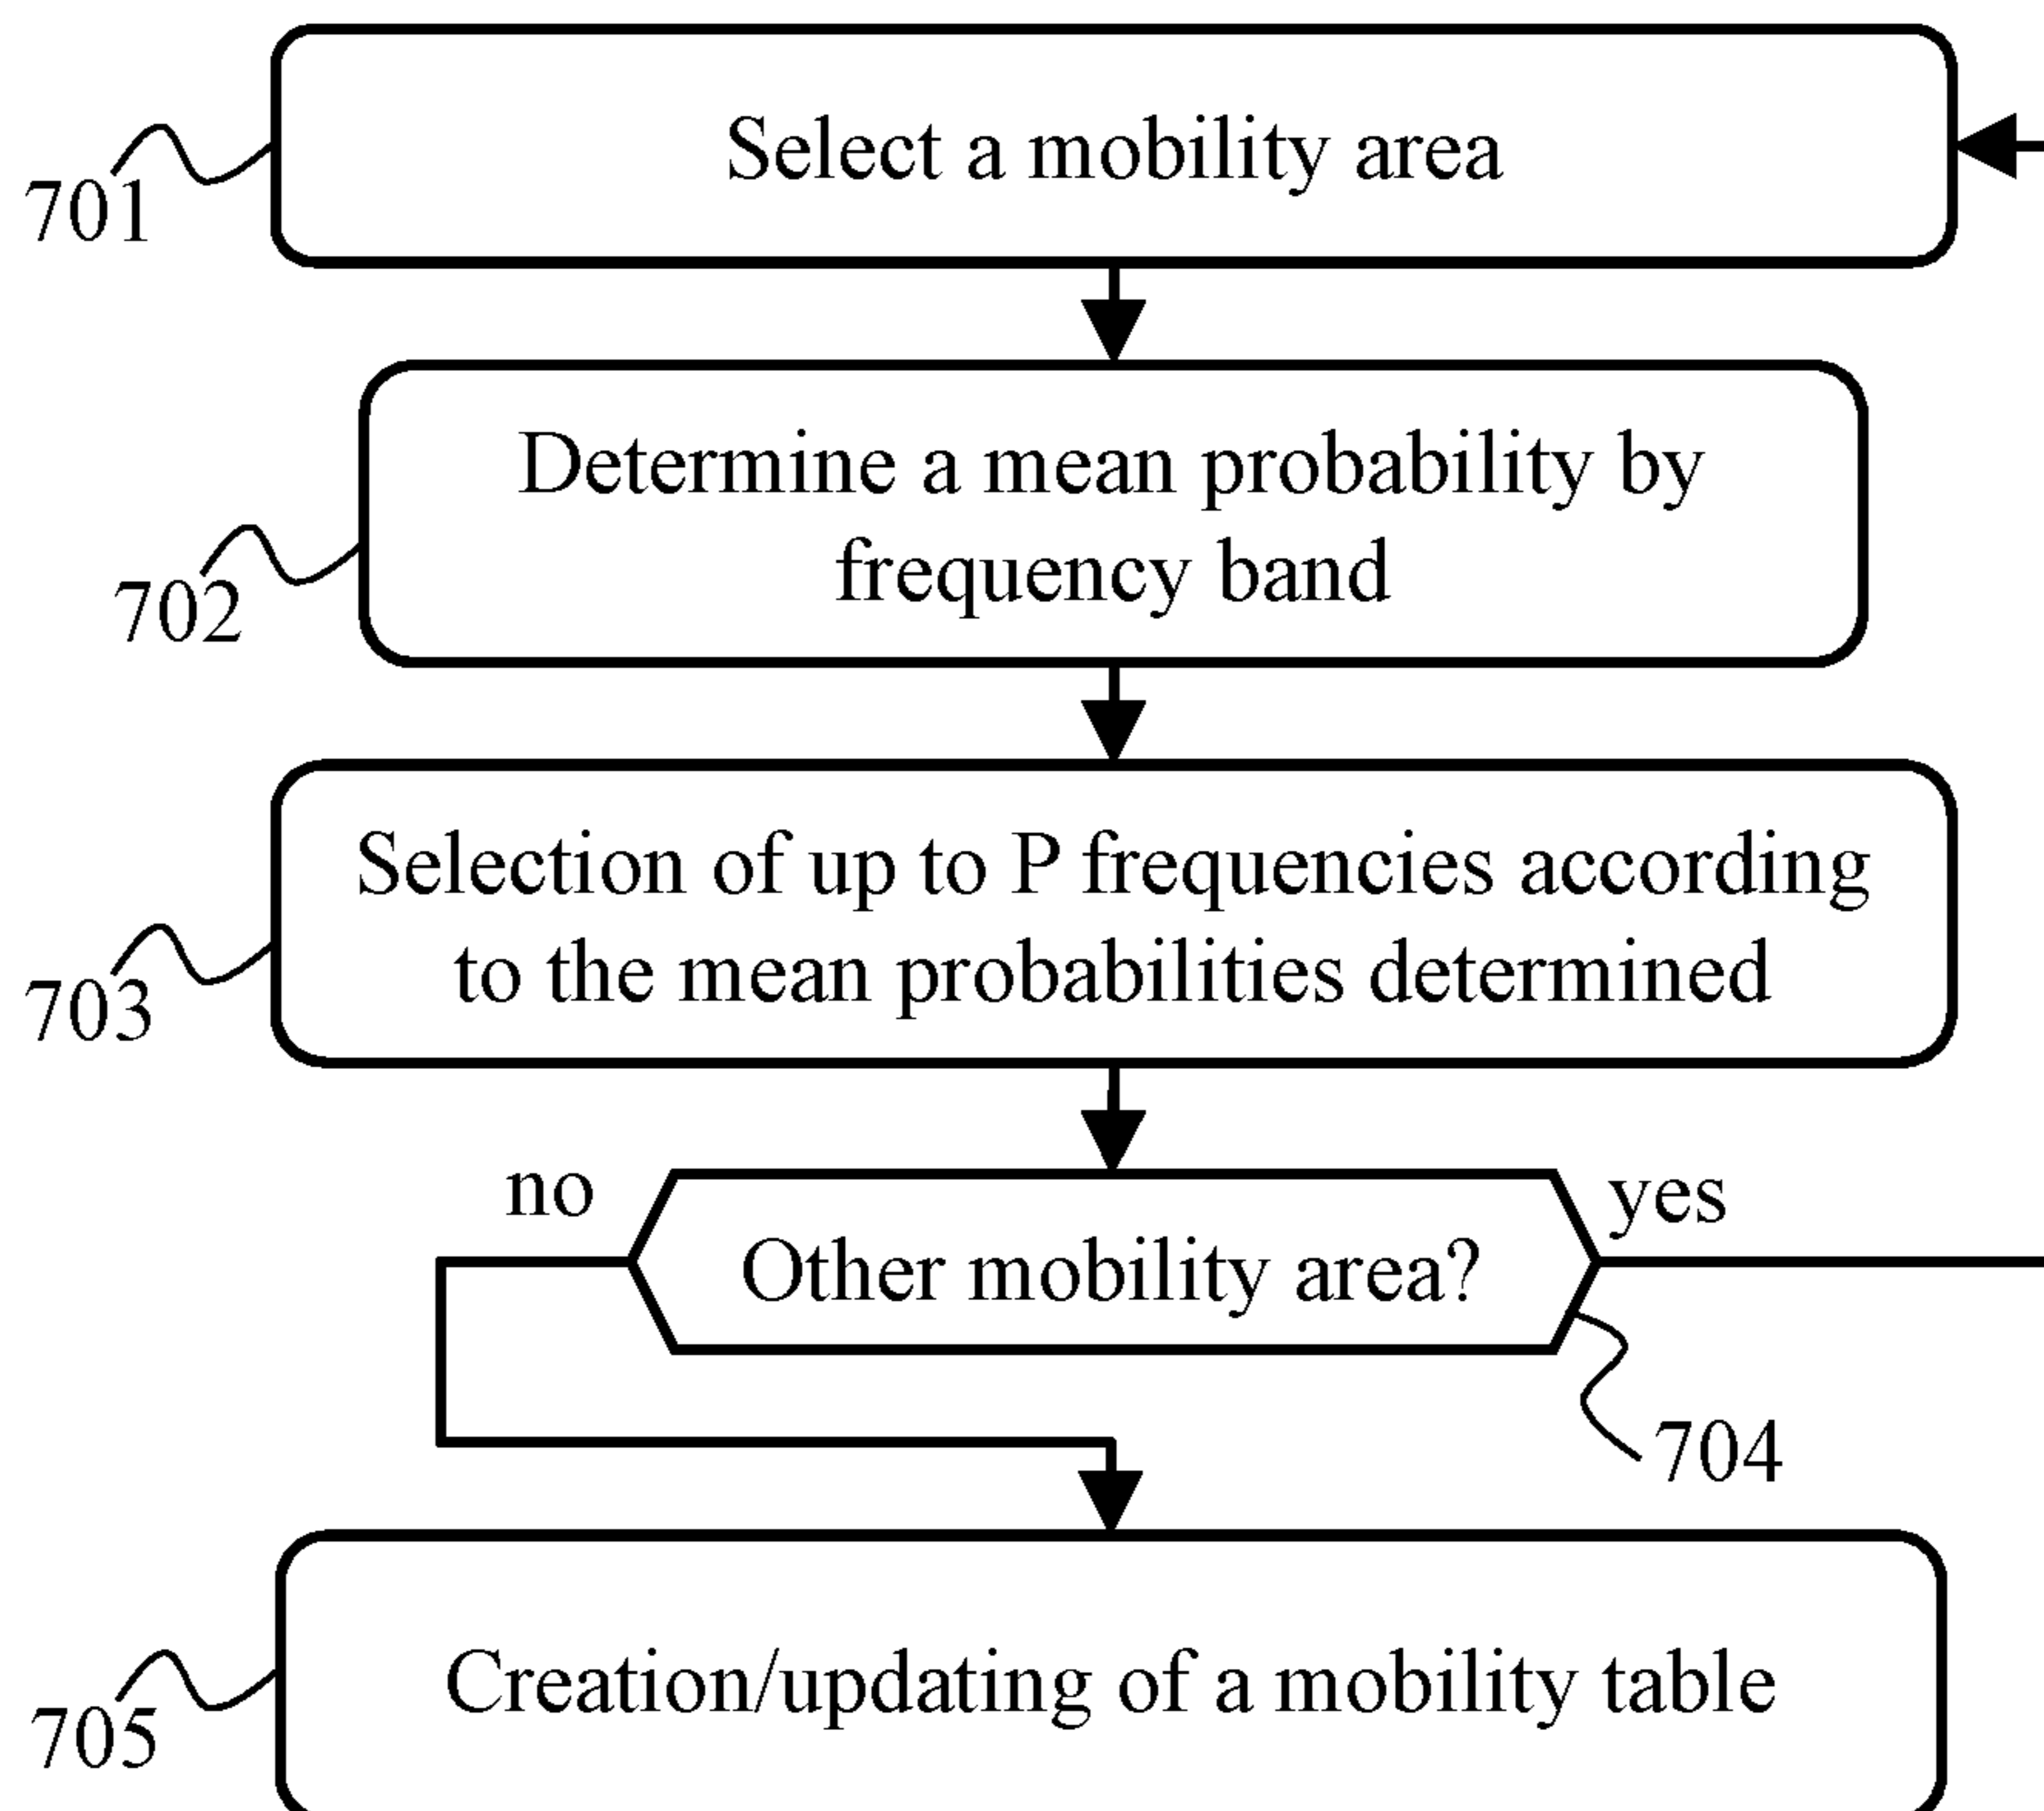 Select a mobility area
701
Determine a mean probability by
frequency band
702
Selection of up to P frequencies according
to the mean probabilities determined
703
no
yes
Other mobility area?
704
Creation/updating of a mobility table
705